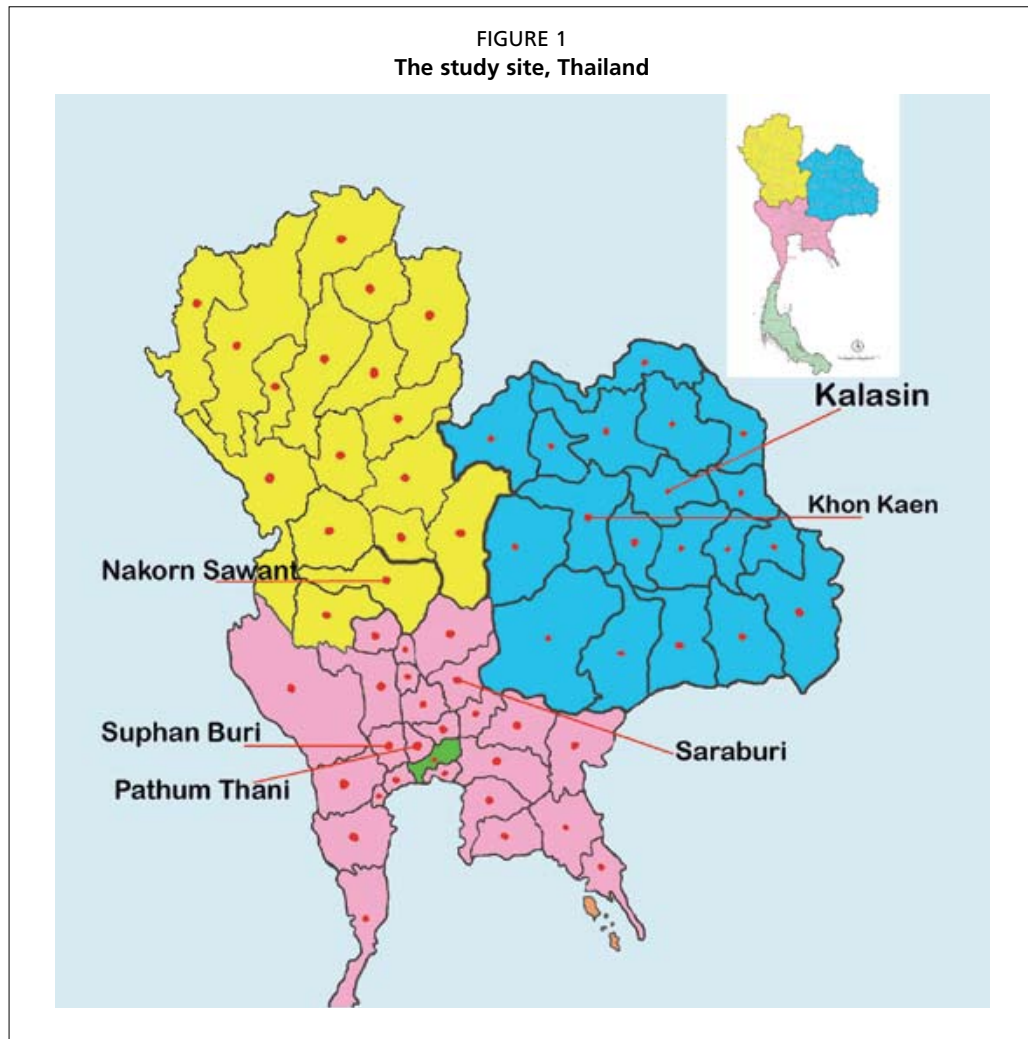 FIGURE 1
The study site, Thailand
Kalasin
Khon Kaen
Nakorn Sawant
Suphan Buri
Saraburi
Pathum Thani